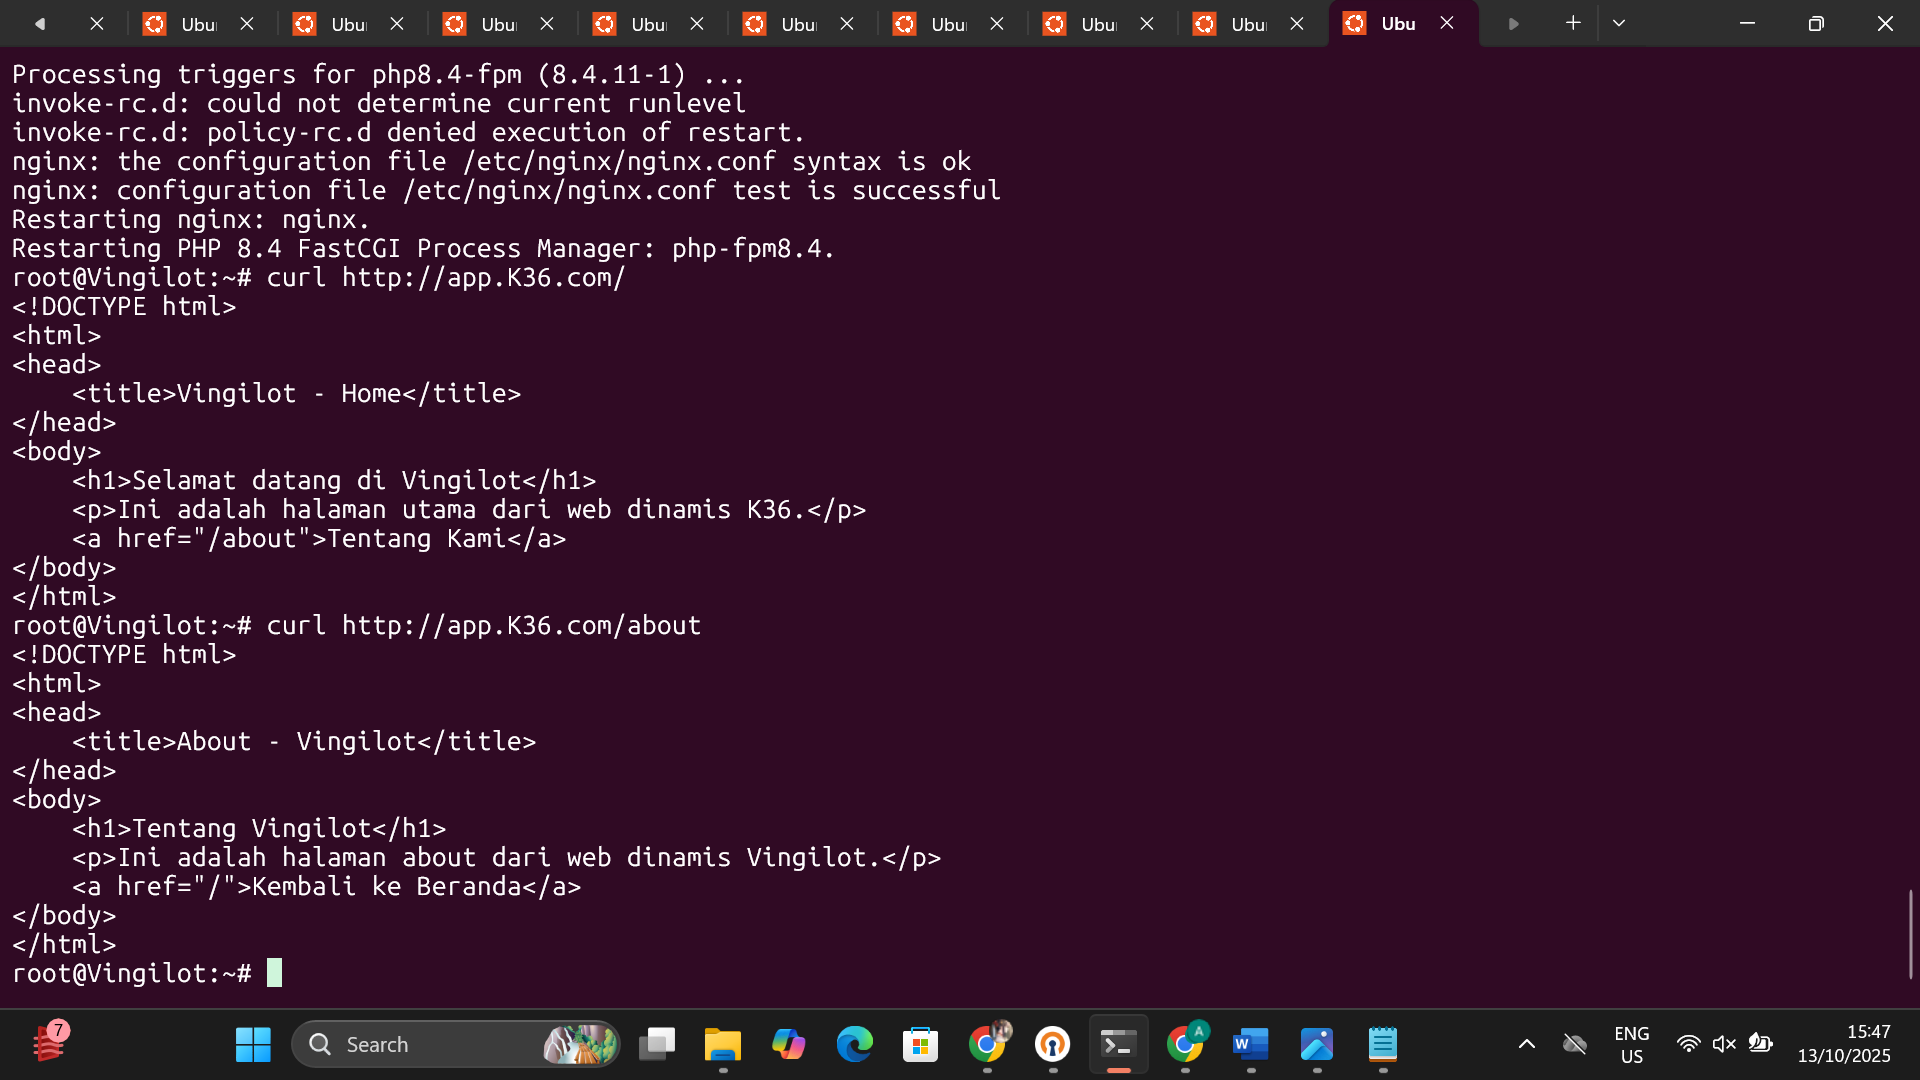 Ubu
Ubu
Ubu
Ubu
Ubu
Ubu
Ubu
Ubu
Ubu
Processing triggers for php8.4-fpm (8.4.11-1) ...
invoke-rc.d: could not determine current runlevel
invoke-rc.d: policy-rc.d denied execution of restart.
nginx: the configuration file /etc/nginx/nginx.conf syntax is ok
nginx: configuration file /etc/nginx/nginx.conf test is successful
Restarting nginx: nginx.
Restarting PHP 8.4 FastCGI Process Manager: php-fpm8.4.
root@Vingilot:~# curl http://app.K36.com/
<!DOCTYPE html>
<html>
<head>
    <title>Vingilot - Home</title>
</head>
<body>
    <h1>Selamat datang di Vingilot</h1>
    <p>Ini adalah halaman utama dari web dinamis K36.</p>
    <a href="/about">Tentang Kami</a>
</body>
</html>
root@Vingilot:~# curl http://app.K36.com/about
<!DOCTYPE html>
<html>
<head>
    <title>About - Vingilot</title>
</head>
<body>
    <h1>Tentang Vingilot</h1>
    <p>Ini adalah halaman about dari web dinamis Vingilot.</p>
    <a href="/">Kembali ke Beranda</a>
</body>
</html>
root@Vingilot:~#
7
Search
A
W
ENG
US
15:47
13/10/2025